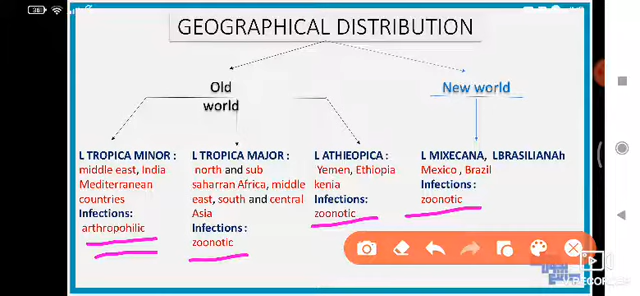 GEOGRAPHICAL DISTRIBUTION
Old
world
New world
L TROPICA MINOR :
middle east, India
Mediterranean
countries
Infections:
arthropohilic
L TROPICA MAJOR :
north and sub
saharran Africa, middle
east, south and central
Asia
Infections:
zoonotic
L ATHIEOPICA :
Yemen, Ethiopia
kenia
Infections:
zoonotic
L MIXECANA, LBRASILIANAh
Mexico , Brazil
Infections:
zoonotic